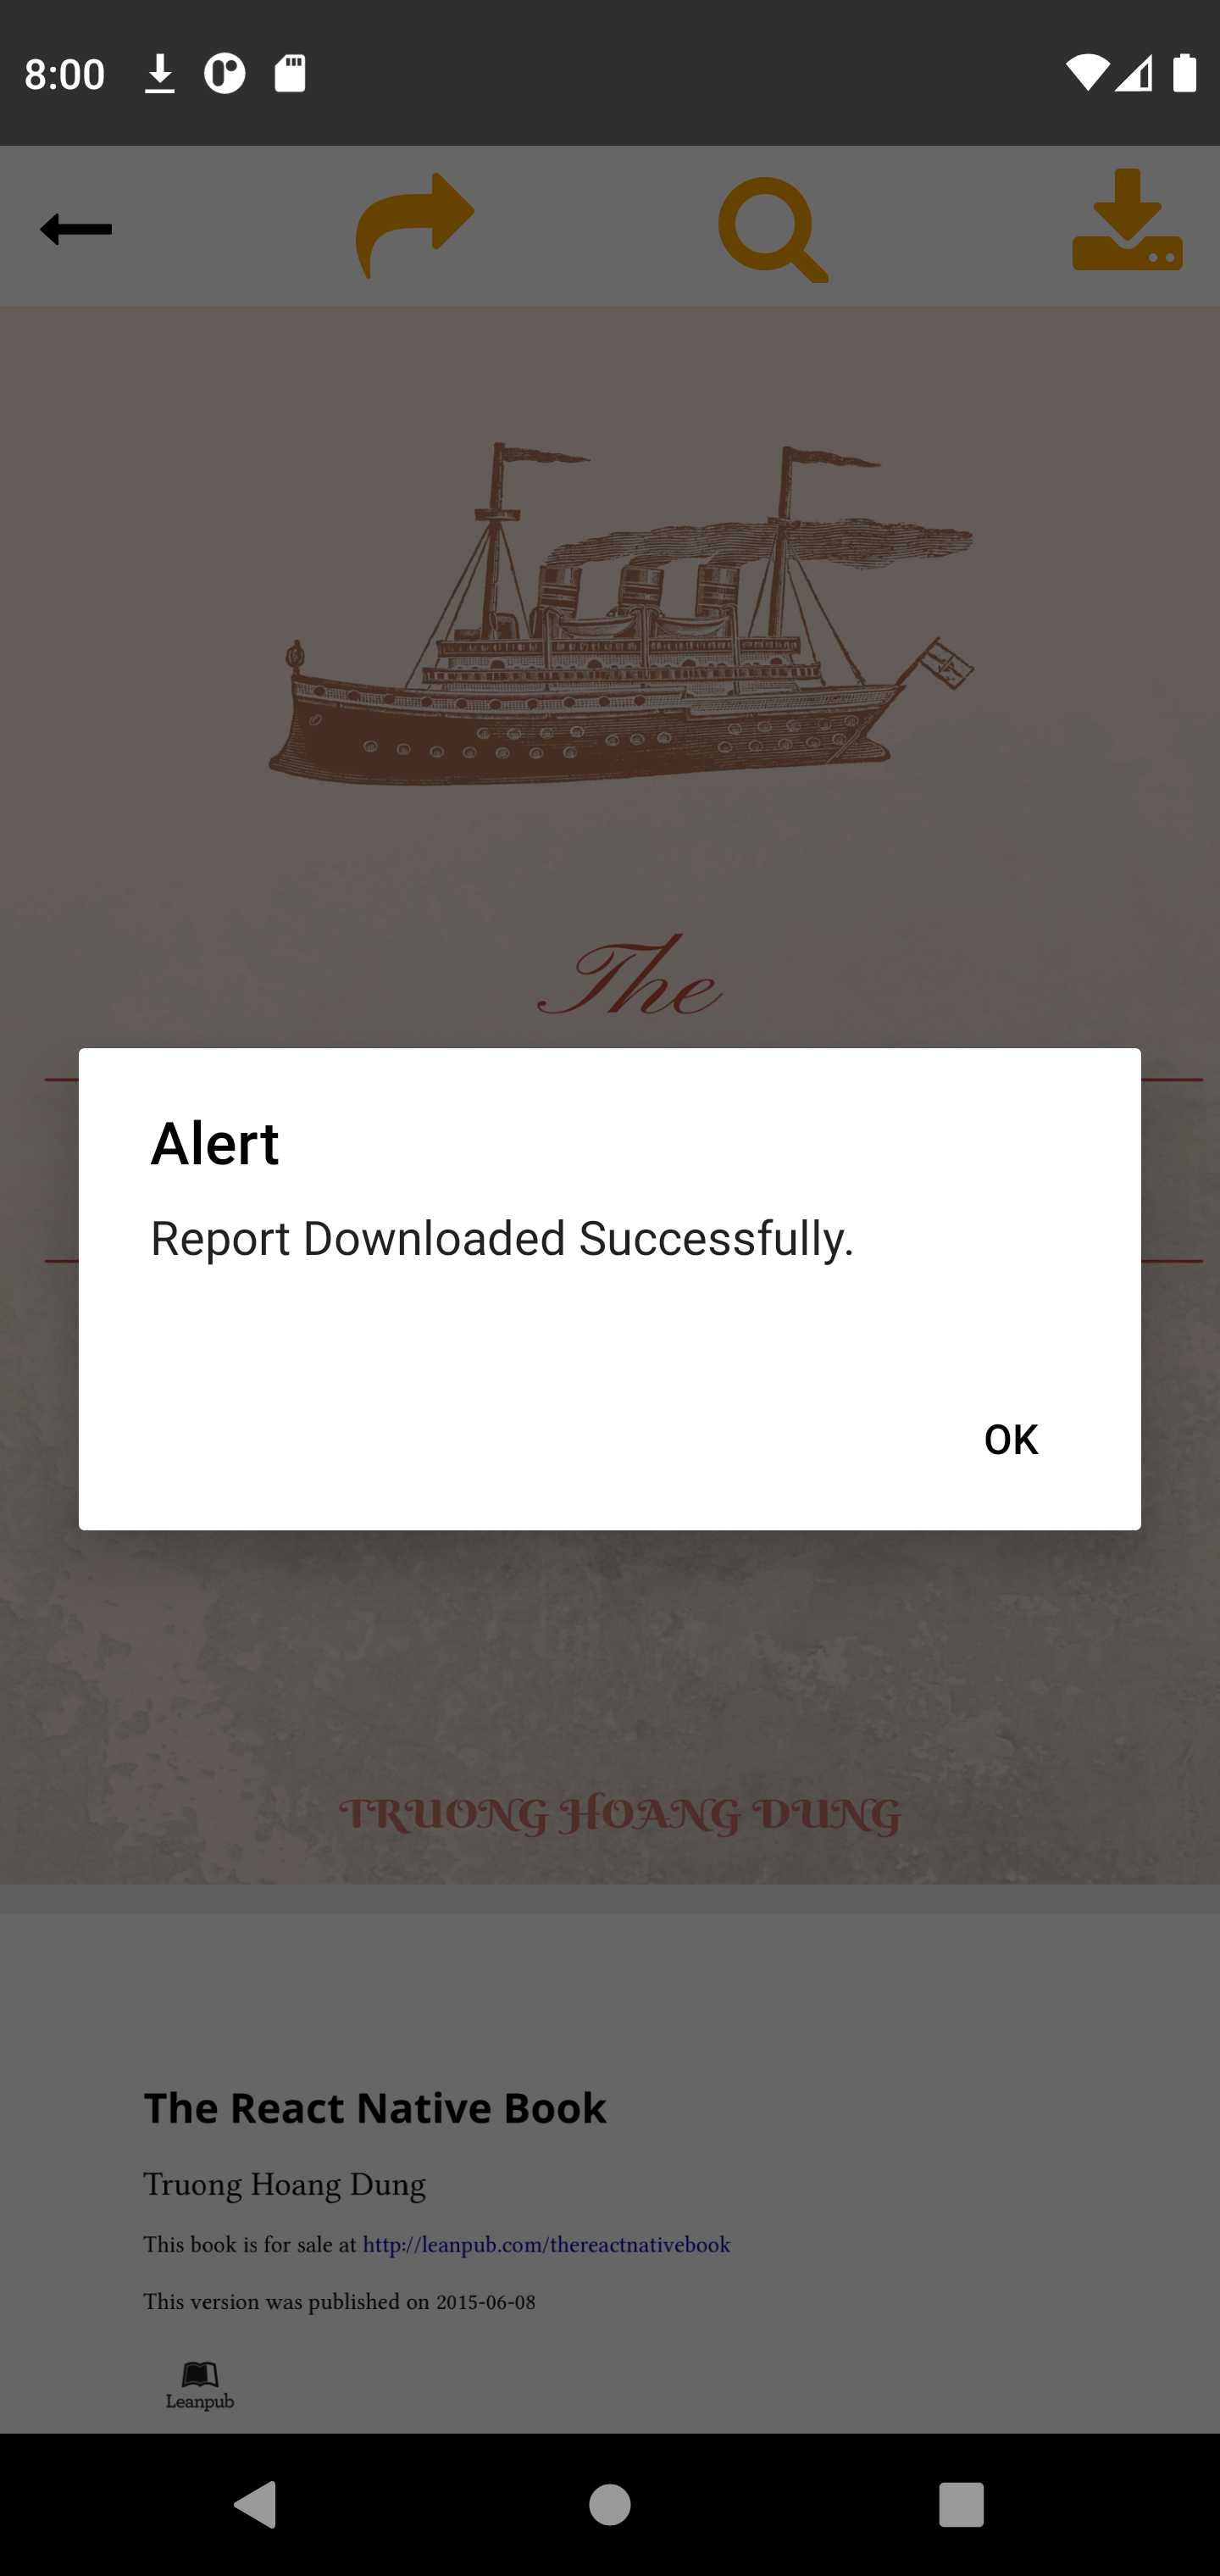 8:00
The
Alert
Report Downloaded Successfully.
OK
TRUONG HOANG DUNG
The React Native Book
Truong Hoang Dung
This book is for sale at http://leanpub.com/thereactnativebook
This version was published on 2015-06-08
Leanpub